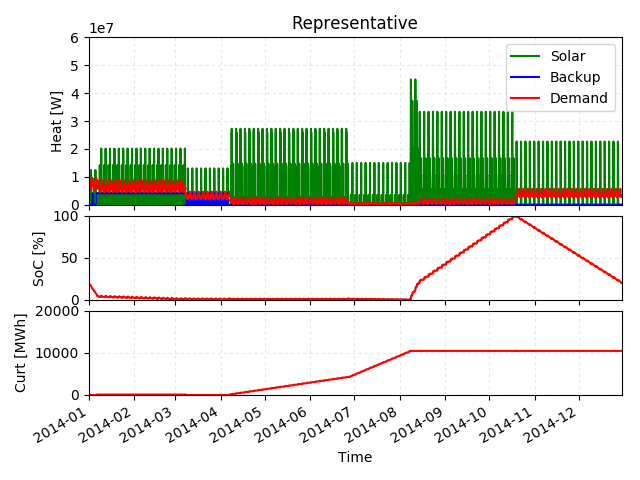 Representative
1e7
6
5
4
3
2
1
0
Heat [W]
Solar
Backup
Demand
100
50
0
SoC [%]
20000
10000
0
Curt [MWh]
2014-01
2014-02
2014-03
2014-04
2014-05
2014-06
2014-07
2014-08
2014-09
2014-10
2014-11
2014-12
Time